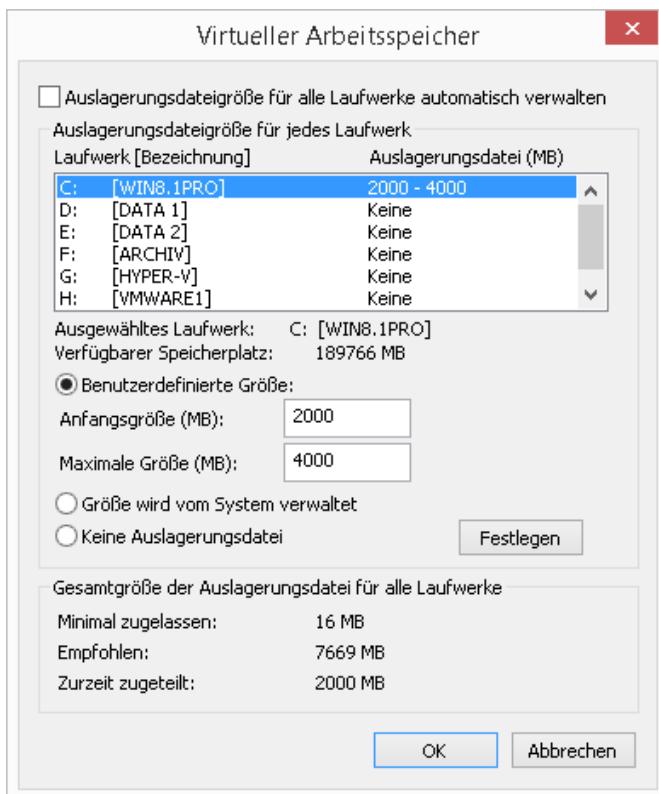 Virtueller Arbeitsspeicher
Auslagerungsdateigröße für alle Laufwerke automatisch verwalten
Auslagerungsdateigröße für jedes Laufwerk
Laufwerk [Bezeichnung] Auslagerungsdatei (MB)
C: [WIN8.1PRO] 2000 - 4000
D: [DATA 1] Keine
E: [DATA 2] Keine
F: [ARCHIV] Keine
G: [HYPER-V] Keine
H: [VMWARE1] Keine
Ausgewähltes Laufwerk: C: [WIN8.1PRO]
Verfügbarer Speicherplatz: 189766 MB
Benutzerdefinierte Größe:
Anfangsgröße (MB): 2000
Maximale Größe (MB): 4000
Größe wird vom System verwaltet
Keine Auslagerungsdatei Festlegen
Gesamtgröße der Auslagerungsdatei für alle Laufwerke
Minimal zugelassen: 16 MB
Empfohlen: 7669 MB
Zurzeit zugeteilt: 2000 MB
OK Abbrechen